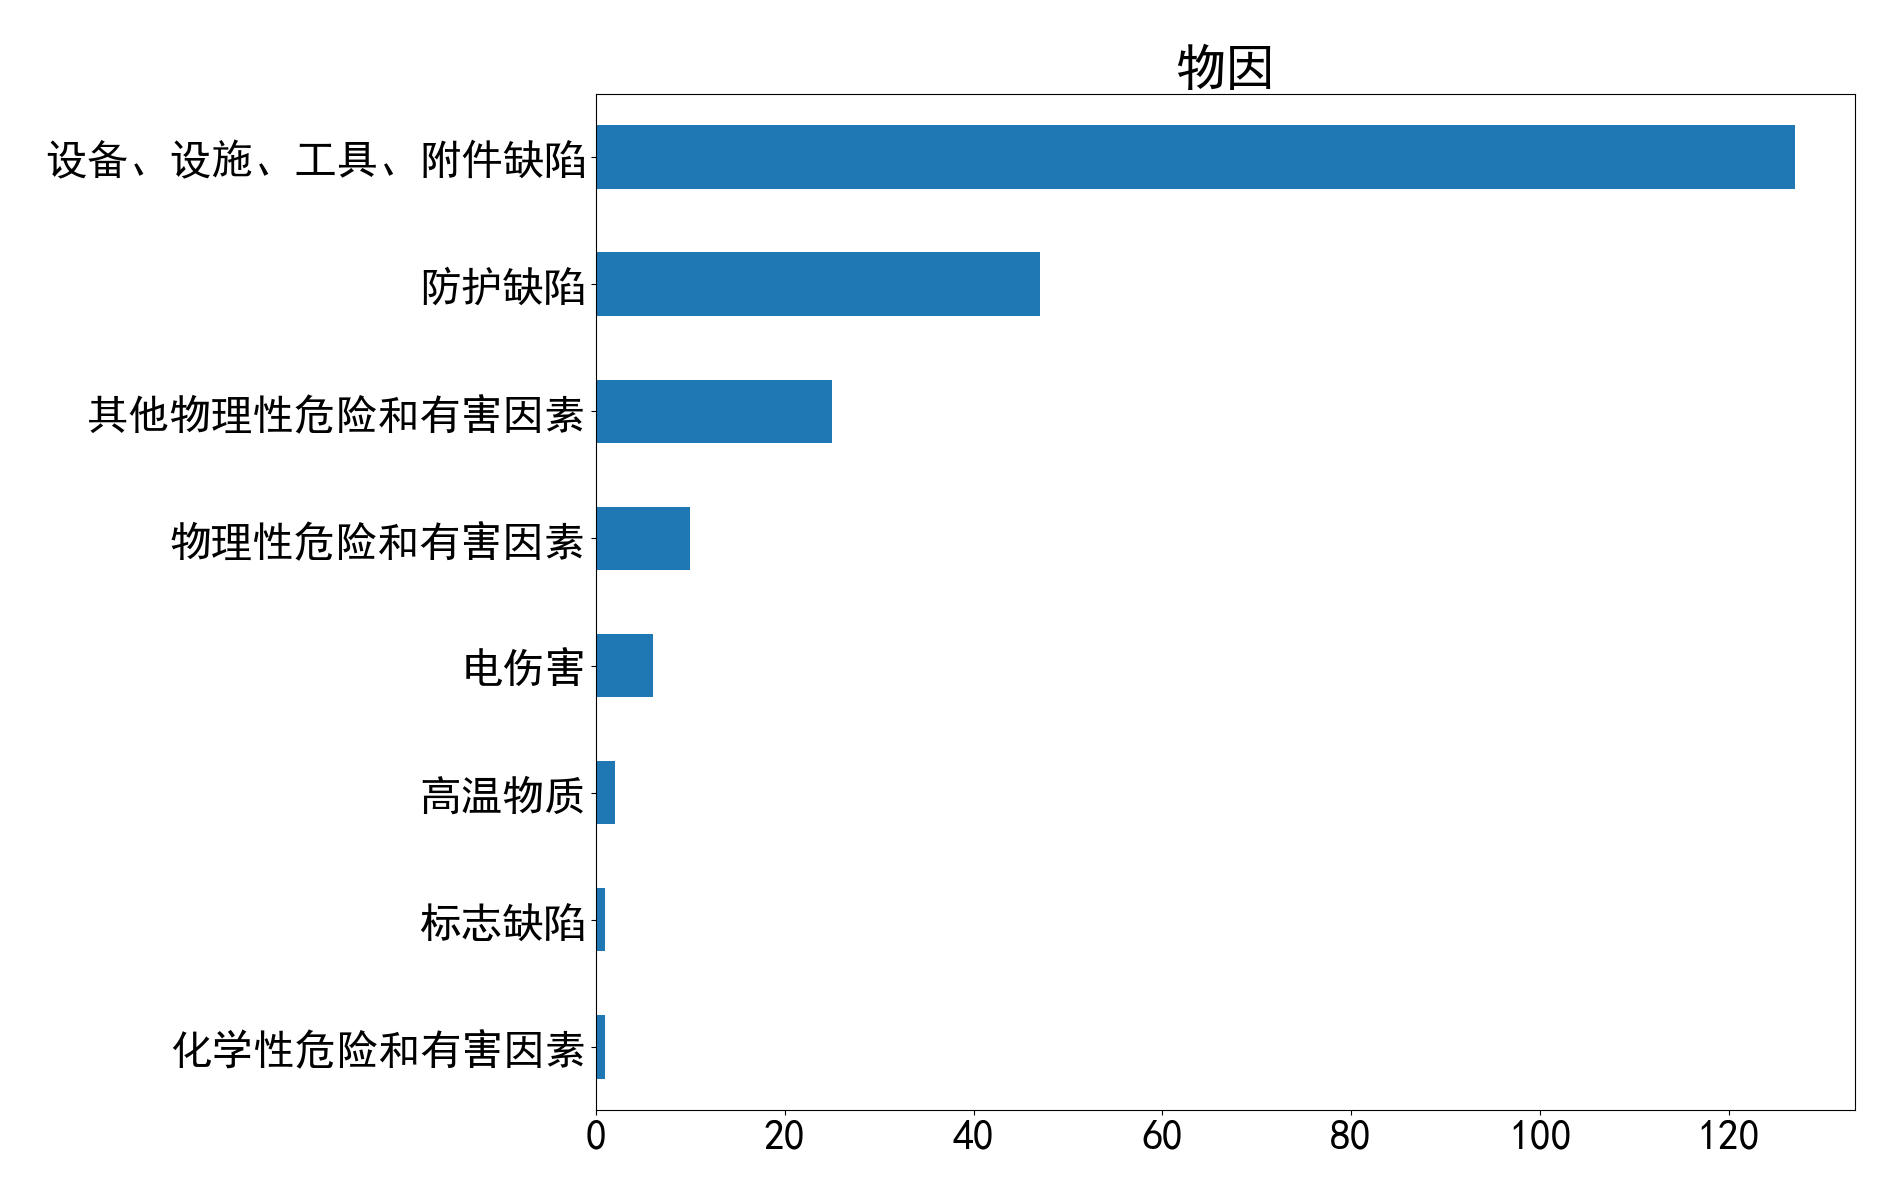 物因
设备、设施、工具、附件缺陷
防护缺陷
其他物理性危险和有害因素
物理性危险和有害因素
电伤害
高温物质
标志缺陷
化学性危险和有害因素
0 20 40 60 80 100 120